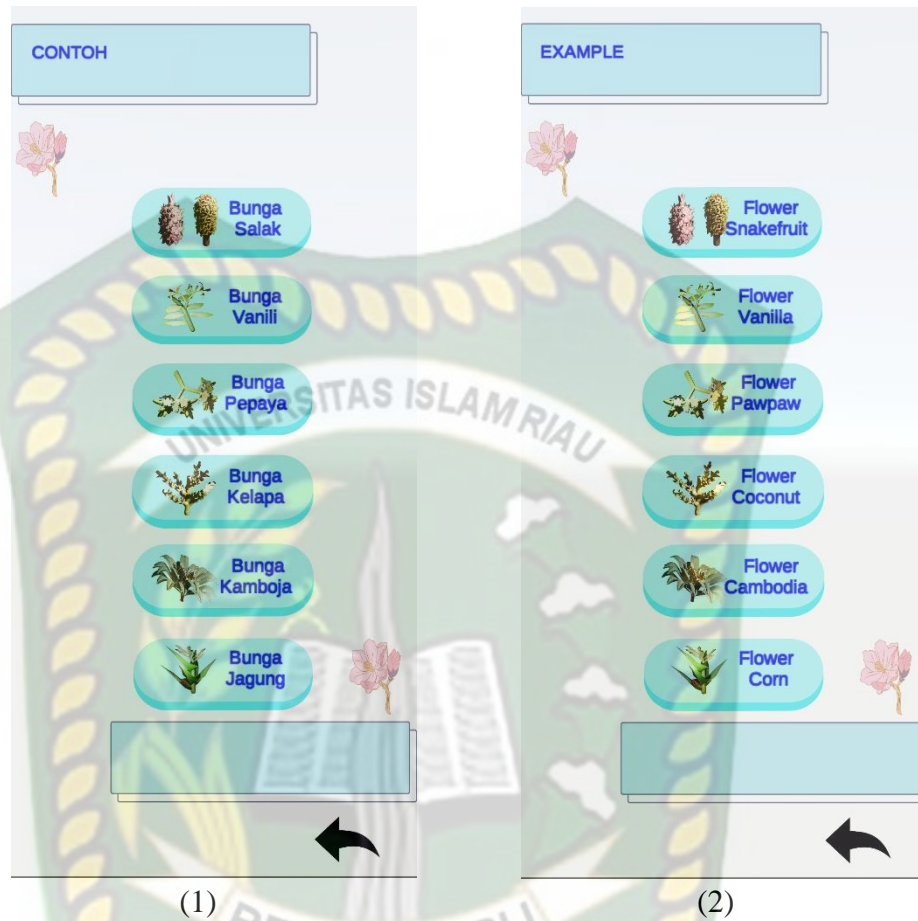 CONTOH
Bunga
Salak
Bunga
Vanili
Bunga
Pepaya
Bunga
Kelapa
Bunga
Kamboja
Bunga
Jagung
(1)
EXAMPLE
Flower
Snakefruit
Flower
Vanilla
Flower
Pawpaw
Flower
Coconut
Flower
Cambodia
Flower
Corn
(2)
UNIVERSITAS ISLAM RIAU